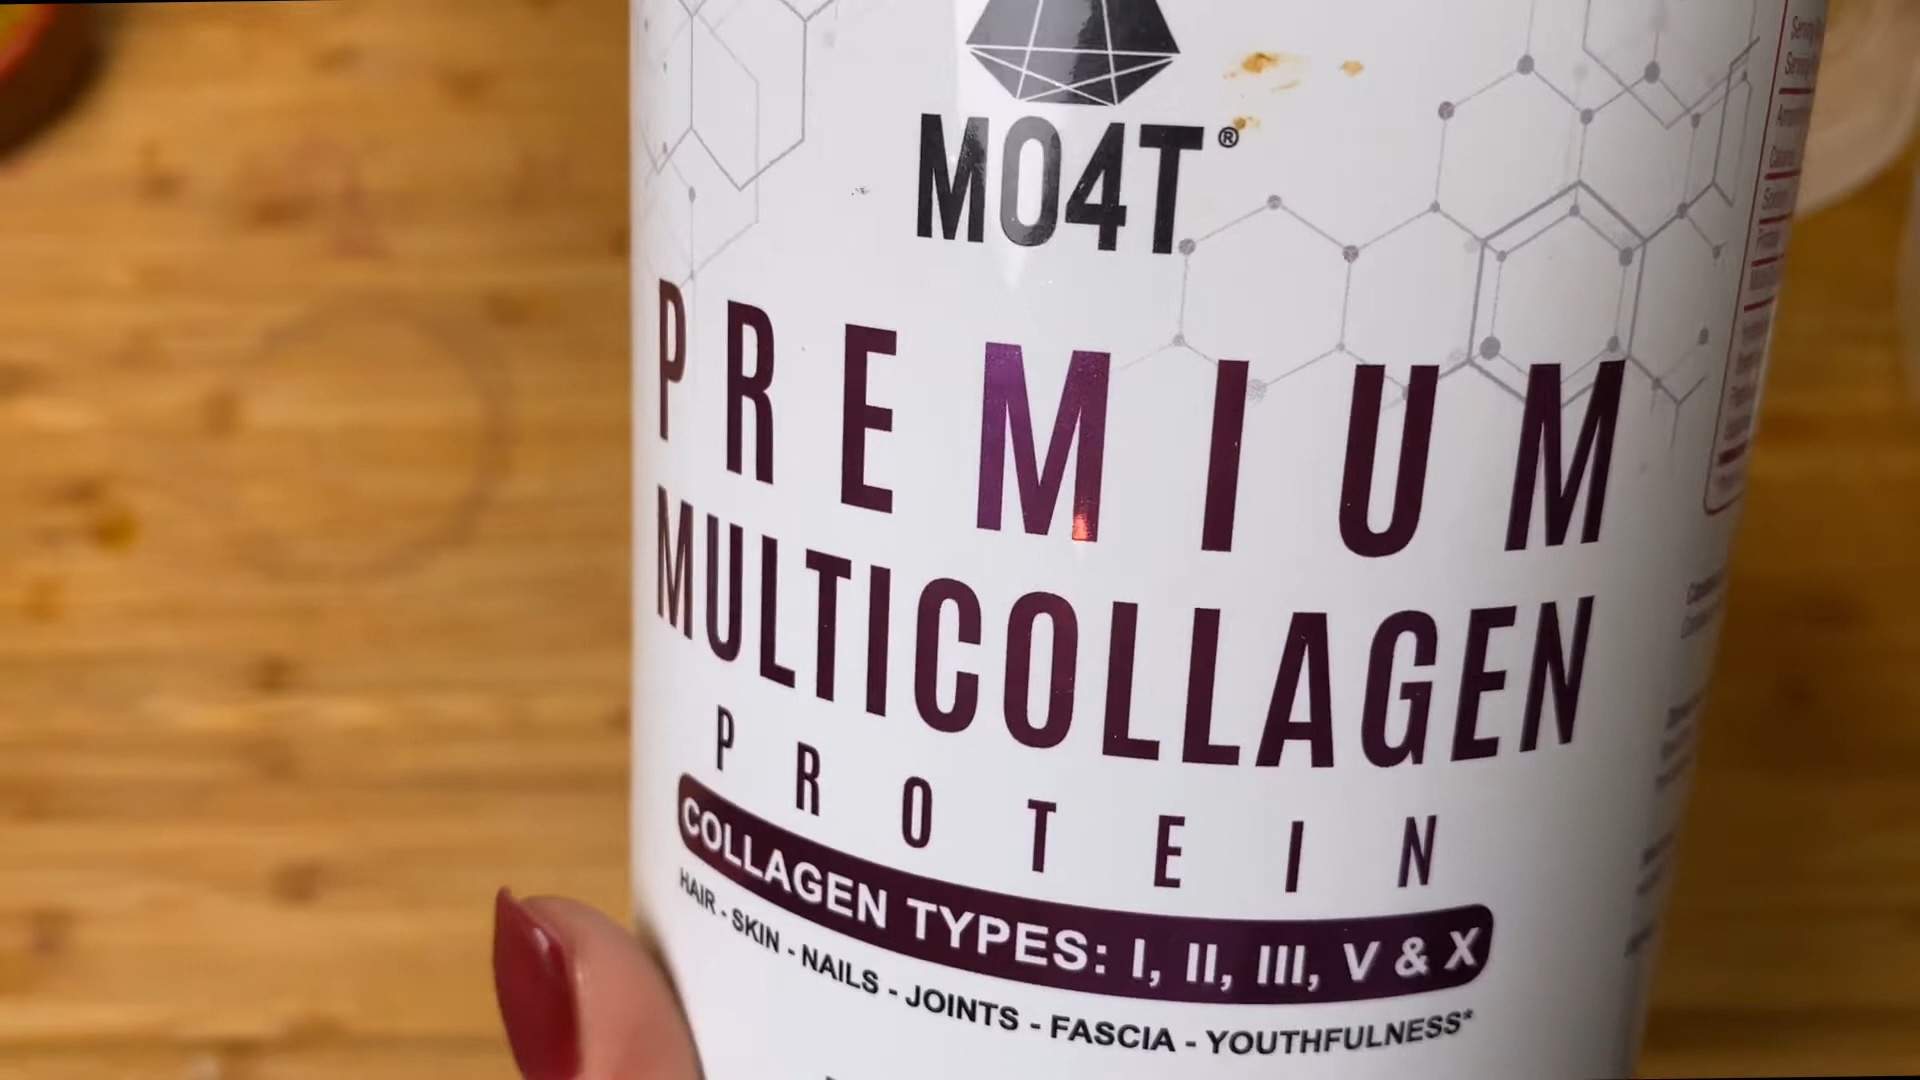 MO4T®
PREMIUM
MULTICOLLAGEN
PROTEIN
COLLAGEN TYPES: I, II, III, V & X
HAIR - SKIN - NAILS - JOINTS - FASCIA - YOUTHFULNESS*